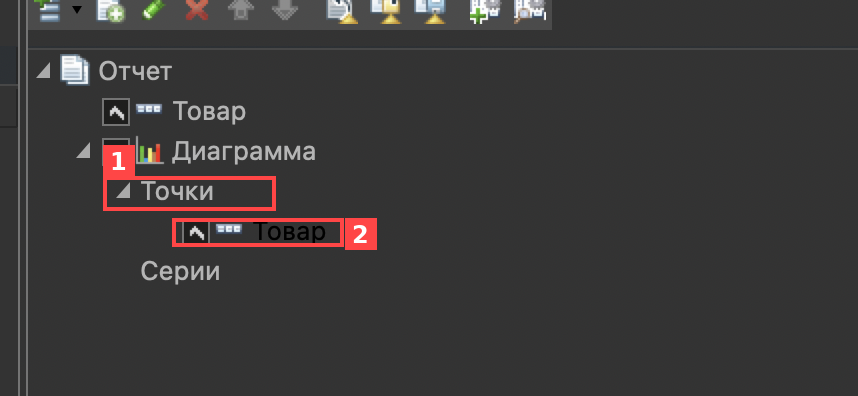 Отчет
Товар
Диаграмма
1
Точки
Товар 2
Серии